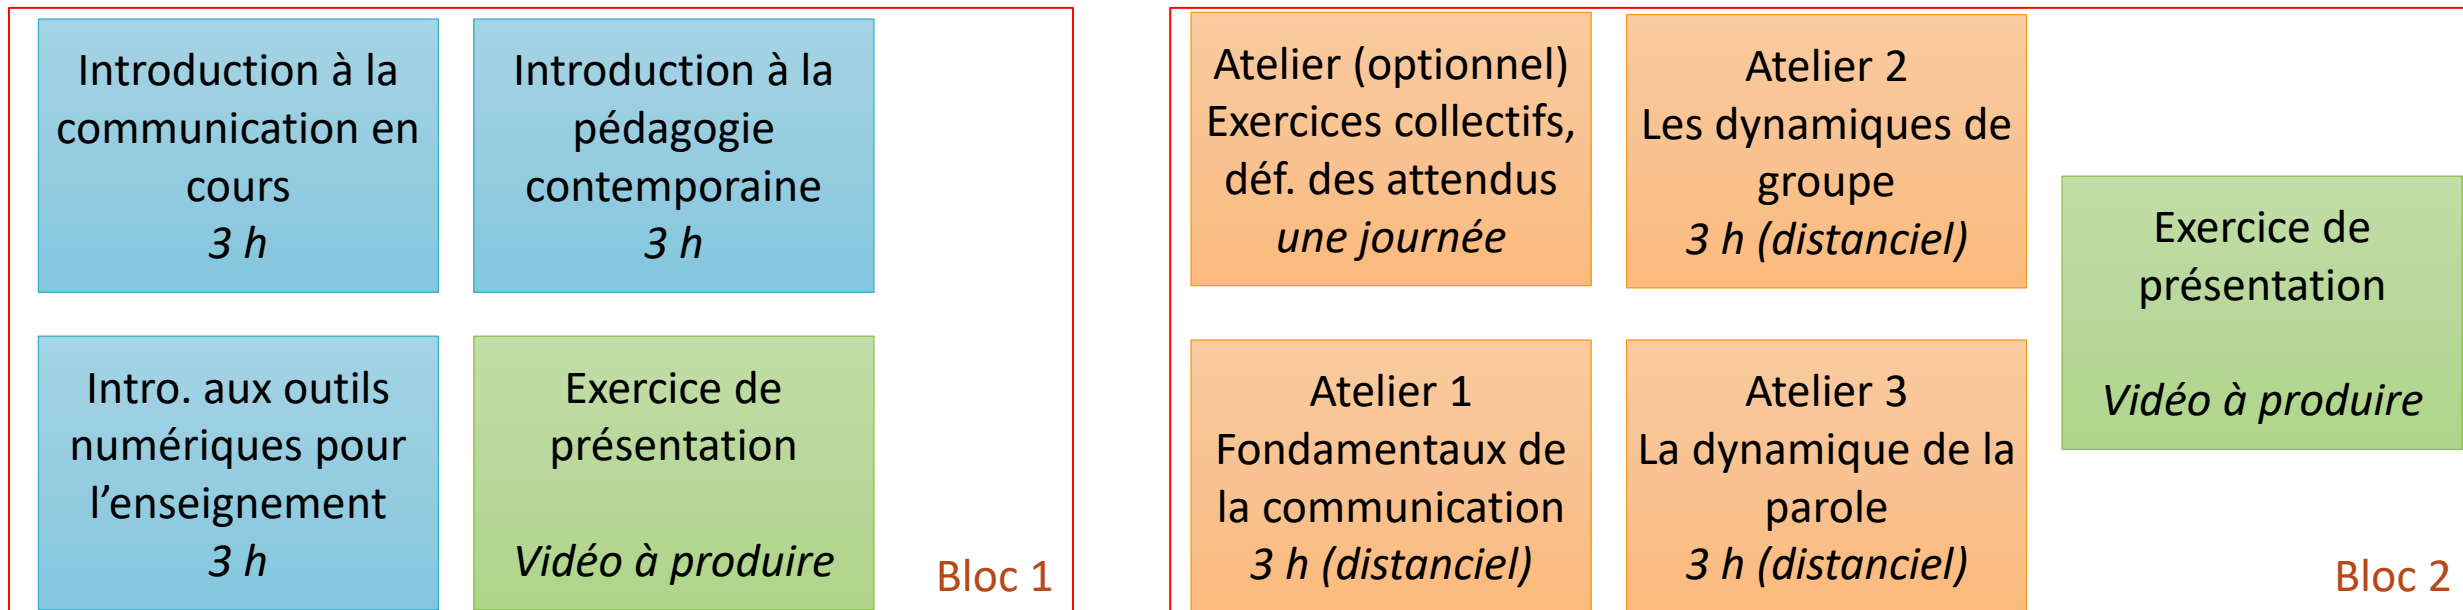 Introduction à la
communication en
cours
3 h
Introduction à la
pédagogie
contemporaine
3 h
Intro. aux outils
numériques pour
l’enseignement
3 h
Exercice de
présentation
Vidéo à produire
Bloc 1
Atelier (optionnel)
Exercices collectifs,
déf. des attendus
une journée
Atelier 2
Les dynamiques de
groupe
3 h (distanciel)
Atelier 1
Fondamentaux de
la communication
3 h (distanciel)
Atelier 3
La dynamique de la
parole
3 h (distanciel)
Exercice de
présentation
Vidéo à produire
Bloc 2